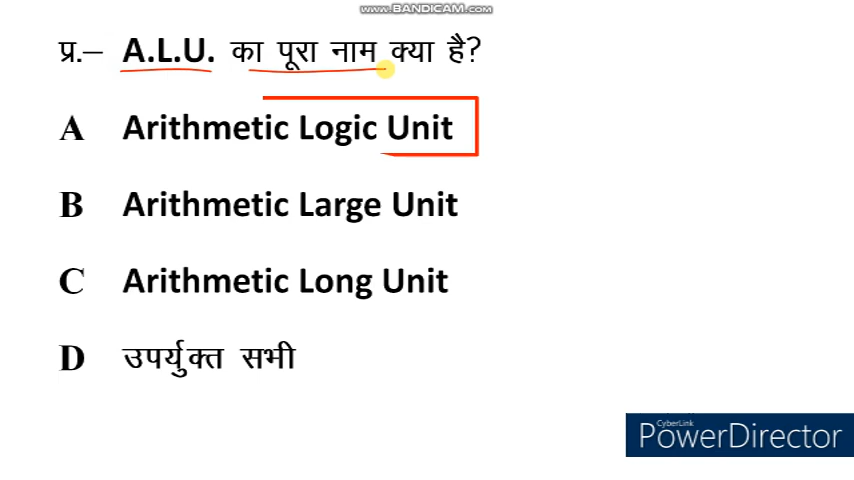 www.BANDICAM.com
प्र.– A.L.U. का पूरा नाम क्या है?
A Arithmetic Logic Unit
B Arithmetic Large Unit
C Arithmetic Long Unit
D उपर्युक्त सभी
CyberLink
PowerDirector